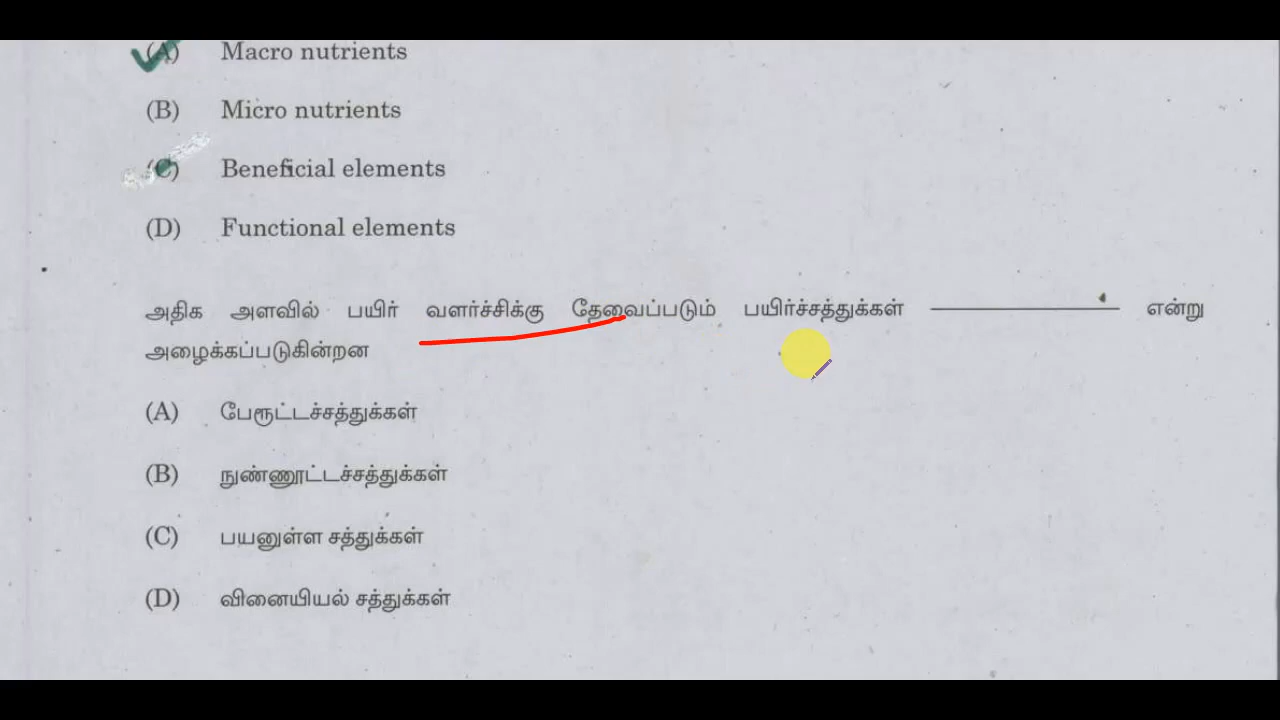 (A) Macro nutrients
(B) Micro nutrients
(C) Beneficial elements
(D) Functional elements
அதிக அளவில் பயிர் வளர்ச்சிக்கு தேவைப்படும் பயிர்ச்சத்துக்கள் ____________ என்று
அழைக்கப்படுகின்றன
(A) பேரூட்டச்சத்துக்கள்
(B) நுண்ணூட்டச்சத்துக்கள்
(C) பயனுள்ள சத்துக்கள்
(D) வினையியல் சத்துக்கள்